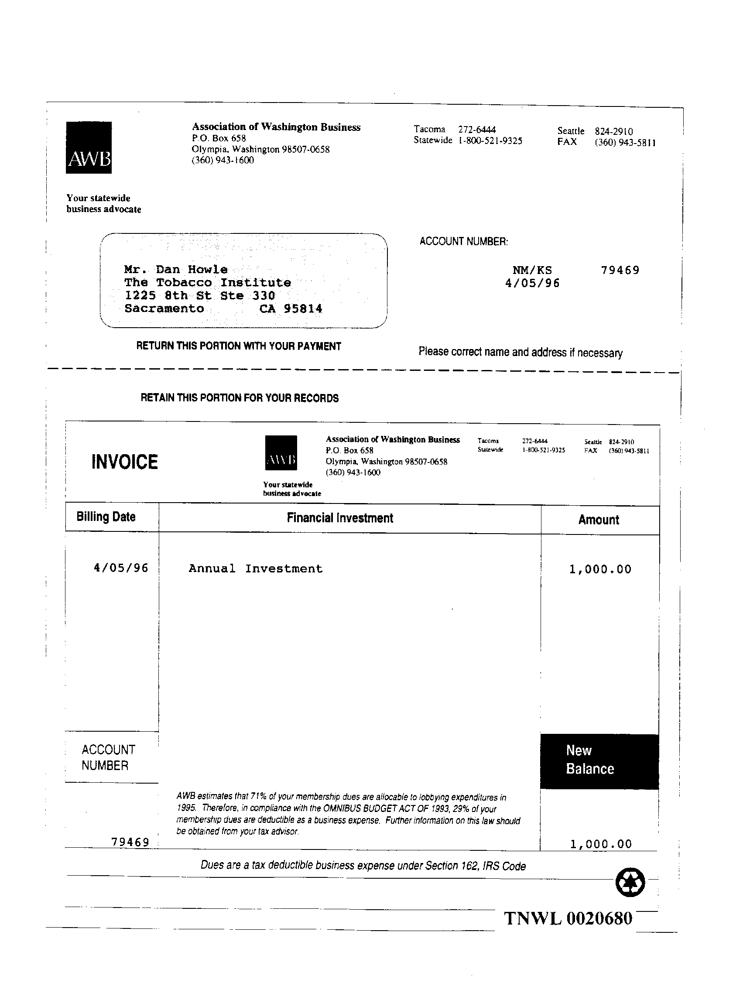 AWB
Association of Washington Business
P.O. Box 658
Olympia, Washington 98507-0658
(360) 943-1600
Tacoma 272-6444
Statewide 1-800-521-9325
Seattle 824-2910
FAX (360) 943-5811
Your statewide
business advocate
ACCOUNT NUMBER:
NM/KS 79469
4/05/96
Mr. Dan Howle
The Tobacco Institute
1225 8th St Ste 330
Sacramento CA 95814
RETURN THIS PORTION WITH YOUR PAYMENT
Please correct name and address if necessary
RETAIN THIS PORTION FOR YOUR RECORDS
INVOICE
AWB
Your statewide
business advocate
Association of Washington Business
P.O. Box 658
Olympia, Washington 98507-0658
(360) 943-1600
Tacoma 272-6444
Statewide 1-800-521-9325
Seattle 824-2910
FAX (360) 943-5811
Billing Date Financial Investment Amount
4/05/96 Annual Investment 1,000.00
ACCOUNT
NUMBER
New
Balance
AWB estimates that 71% of your membership dues are allocable to lobbying expenditures in
1995. Therefore, in compliance with the OMNIBUS BUDGET ACT OF 1993, 29% of your
membership dues are deductible as a business expense. Further information on this law should
be obtained from your tax advisor.
79469 1,000.00
Dues are a tax deductible business expense under Section 162, IRS Code
TNWL 0020680